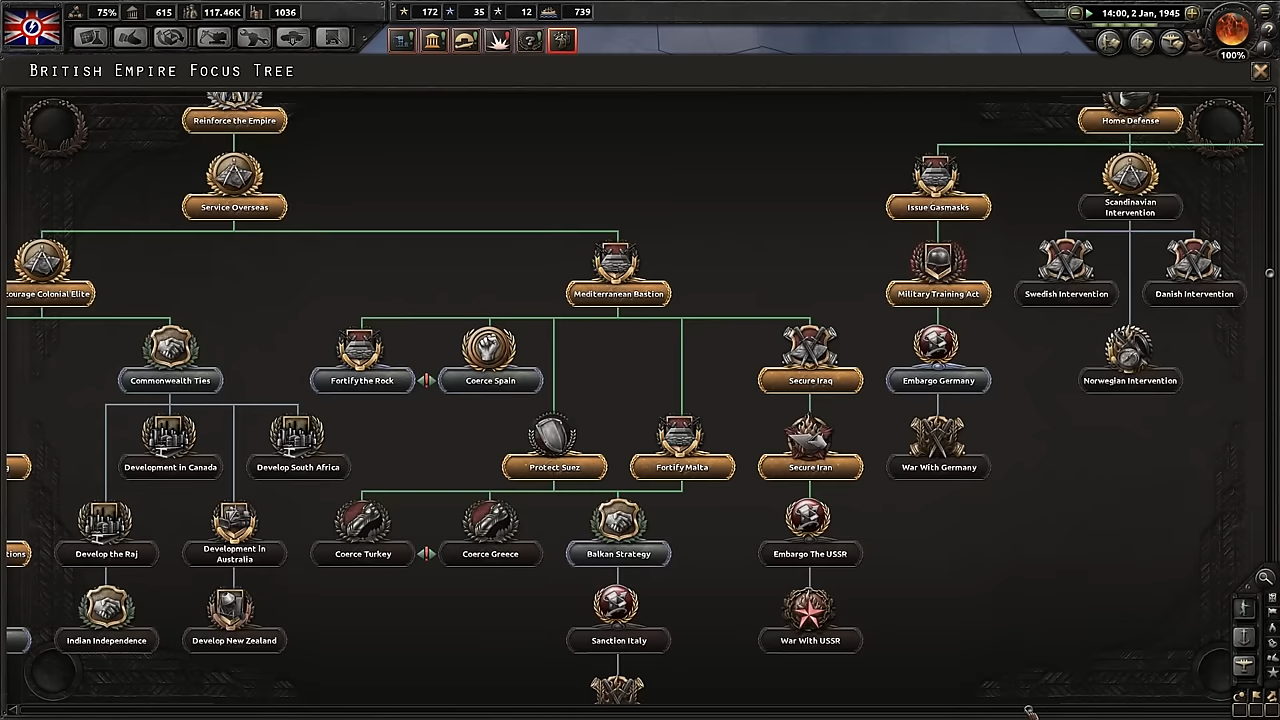 75% 615 117.46K 1036 172 35 12 739 14:00, 2 Jan, 1945
100%
British Empire Focus Tree
Reinforce the Empire
Home Defense
Service Overseas
Issue Gasmasks
Scandinavian
Intervention
courage Colonial Elite
Mediterranean Bastion
Military Training Act
Swedish Intervention
Danish Intervention
Commonwealth Ties
Fortify the Rock
Coerce Spain
Secure Iraq
Embargo Germany
Norwegian Intervention
g
Development in Canada
Develop South Africa
Protect Suez
Fortify Malta
Secure Iran
War With Germany
tions
Develop the Raj
Development in
Australia
Coerce Turkey
Coerce Greece
Balkan Strategy
Embargo The USSR
Indian Independence
Develop New Zealand
Sanction Italy
War With USSR